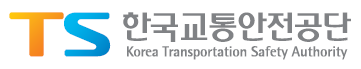 TS 한국교통안전공단
Korea Transportation Safety Authority